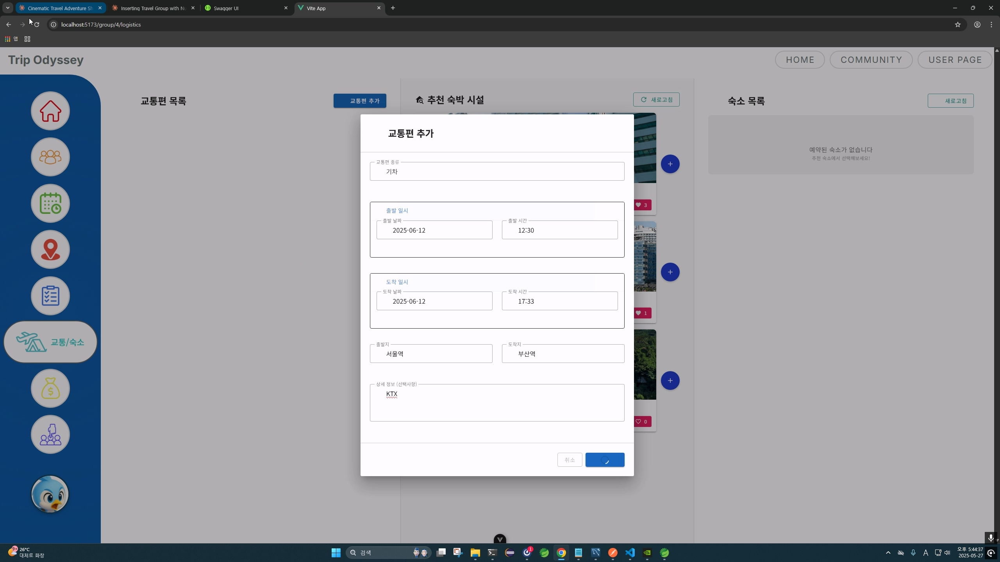 Cinematic Travel Adventure Sh
Inserting Travel Group with Nu
Swagger UI
Vite App
localhost:5173/group/4/logistics
앱
Trip Odyssey
HOME
COMMUNITY
USER PAGE
교통편 목록
교통편 추가
추천 숙박 시설
새로고침
숙소 목록
새로고침
예약된 숙소가 없습니다
추천 숙소에서 선택해보세요!
교통편 추가
교통편 종류
기차
출발 일시
출발 날짜
2025-06-12
출발 시간
12:30
도착 일시
도착 날짜
2025-06-12
도착 시간
17:33
출발지
서울역
도착지
부산역
상세 정보 (선택사항)
KTX
취소
3
1
0
교통/숙소
9+
26°C
대체로 화창
검색
1
A
오후 5:44:37
2025-05-27